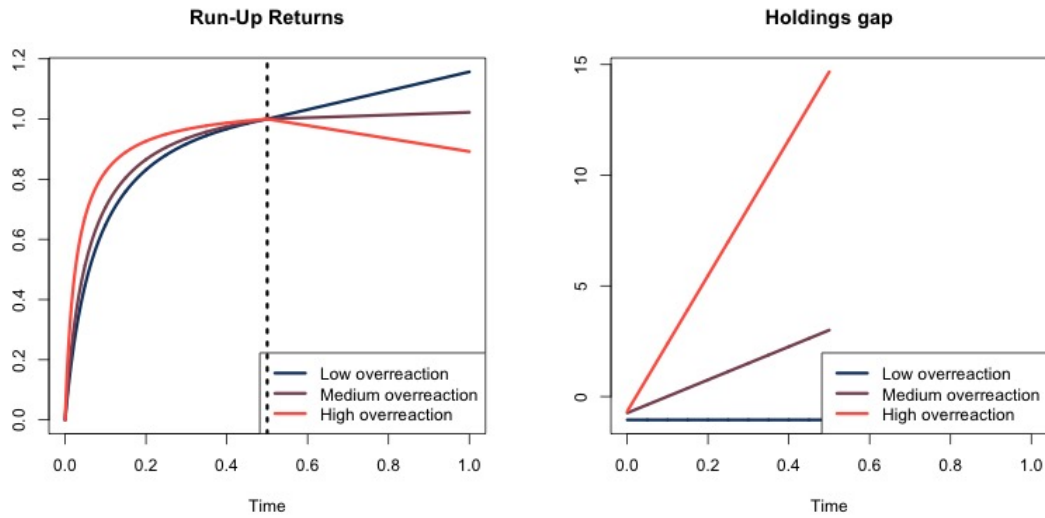 Run-Up Returns
1.2
1.0
0.8
0.6
0.4
0.2
0.0
Low overreaction
Medium overreaction
High overreaction
0.0 0.2 0.4 0.6 0.8 1.0
Time
Holdings gap
15
10
5
0
Low overreaction
Medium overreaction
High overreaction
0.0 0.2 0.4 0.6 0.8 1.0
Time